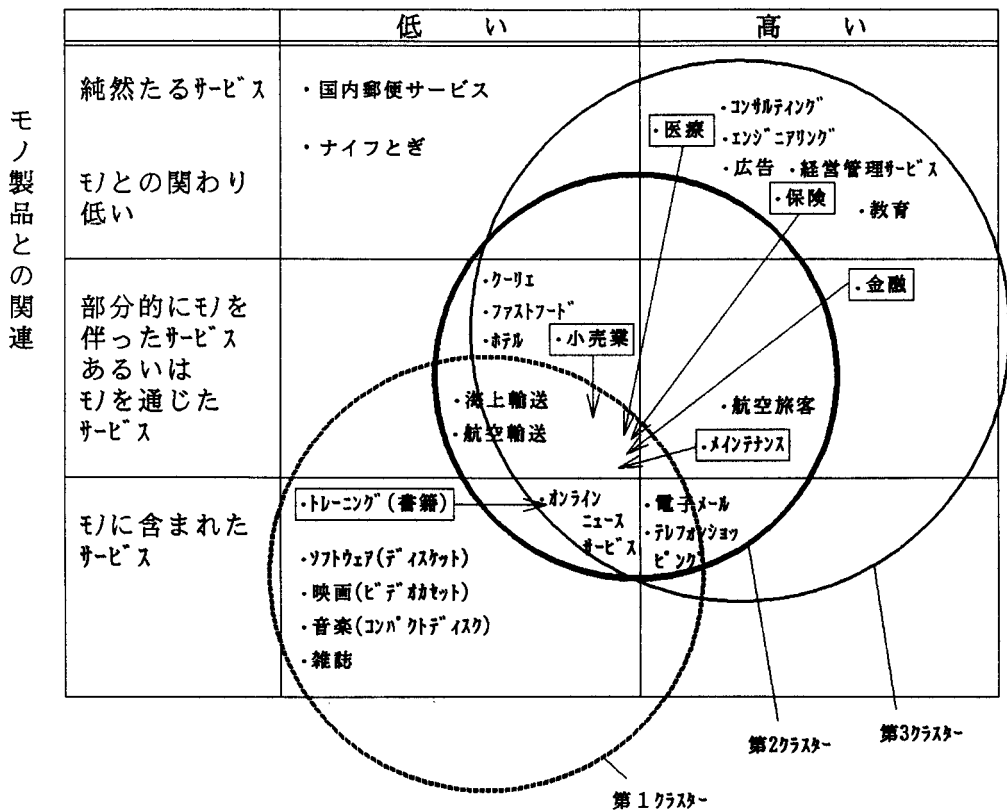 低い
高い
モノ製品との関連
純然たるサービス
モノとの関わり
低い
・国内郵便サービス
・ナイフとぎ
・医療
・コンサルティング
・エンジニアリング
・広告 ・経営管理サービス
・保険
・教育
部分的にモノを
伴ったサービス
あるいは
モノを通じた
サービス
・クーリエ
・ファストフード
・ホテル
・小売業
・海上輸送
・航空輸送
・金融
・航空旅客
・メインテナンス
モノに含まれた
サービス
・トレーニング(書籍)
・オンライン
ニュース
サービス
・ソフトウェア(ディスケット)
・映画(ビデオカセット)
・音楽(コンパクトディスク)
・雑誌
・電子メール
・テレフォンショッ
ピング
第2クラスター
第3クラスター
第1クラスター